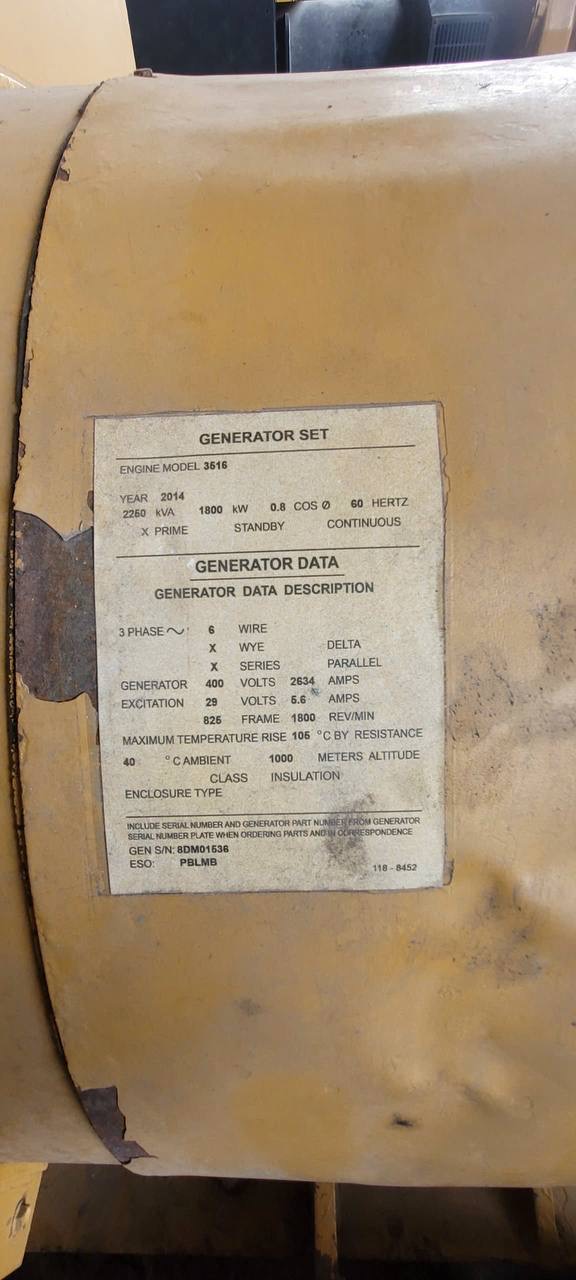 GENERATOR SET
ENGINE MODEL 3516
YEAR 2014
2250 kVA 1800 kW 0.8 COS Ø 60 HERTZ
X PRIME STANDBY CONTINUOUS
GENERATOR DATA
GENERATOR DATA DESCRIPTION
3 PHASE ~ 6 WIRE
X WYE DELTA
X SERIES PARALLEL
GENERATOR 400 VOLTS 2634 AMPS
EXCITATION 29 VOLTS 5.6 AMPS
825 FRAME 1800 REV/MIN
MAXIMUM TEMPERATURE RISE 105 °C BY RESISTANCE
40 °C AMBIENT 1000 METERS ALTITUDE
CLASS INSULATION
ENCLOSURE TYPE
INCLUDE SERIAL NUMBER AND GENERATOR PART NUMBER FROM GENERATOR
SERIAL NUMBER PLATE WHEN ORDERING PARTS AND IN CORRESPONDENCE
GEN S/N: 8DM01536
ESO: PBLMB
118 - 8452